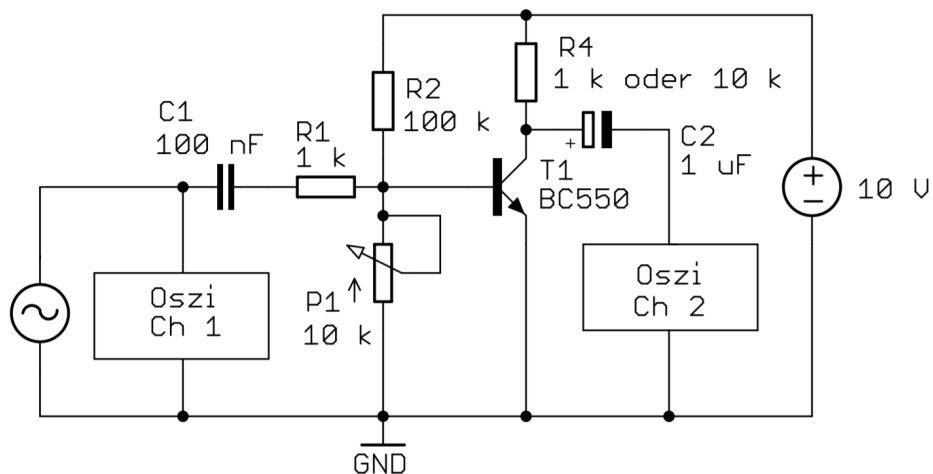 R4
1 k oder 10 k
R2
100 k
C1
100 nF
R1
1 k
+
C2
1 uF
T1
BC550
+
−
10 V
Oszi
Ch 1
Oszi
Ch 2
P1
10 k
GND